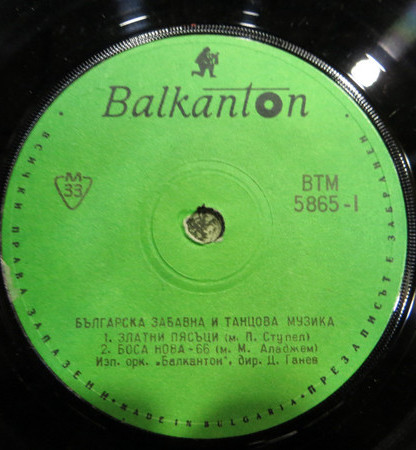 Balkanton
M
33
ВТМ
5865-I
БЪЛГАРСКА ЗАБАВНА И ТАНЦОВА МУЗИКА
1. ЗЛАТНИ ПЯСЪЦИ (м. П. Ступел)
2. БОСА НОВА-66 (м. М. Аладжем)
Изп. орк. „Балкантон", дир. Д. Ганев
ВСИЧКИ ПРАВА ЗАПАЗЕНИ • MADE IN BULGARIA • ПРЕЗАПИСЪТ Е ЗАБРАНЕН